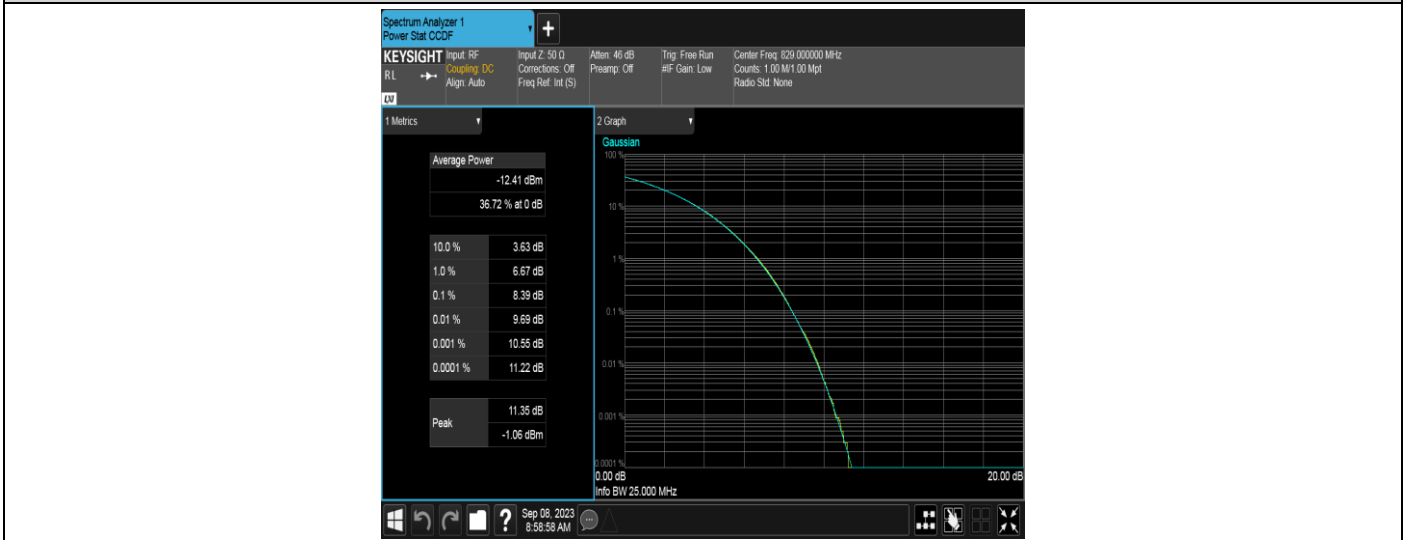 Spectrum Analyzer 1
Power Stat CCDF
+
KEYSIGHT
RL
LXI
Input: RF
Coupling: DC
Align: Auto
Input Z: 50 Ω
Corrections: Off
Freq Ref: Int (S)
Atten: 46 dB
Preamp: Off
Trig: Free Run
#IF Gain: Low
Center Freq: 829.000000 MHz
Counts: 1.00 M/1.00 Mpt
Radio Std: None
1 Metrics
Average Power
-12.41 dBm
36.72 % at 0 dB
10.0 % 3.63 dB
1.0 % 6.67 dB
0.1 % 8.39 dB
0.01 % 9.69 dB
0.001 % 10.55 dB
0.0001 % 11.22 dB
Peak
11.35 dB
-1.06 dBm
2 Graph
Gaussian
100 %
10 %
1 %
0.1 %
0.01 %
0.001 %
0.0001 %
0.00 dB 20.00 dB
Info BW 25.000 MHz
?
Sep 08, 2023
8:58:58 AM